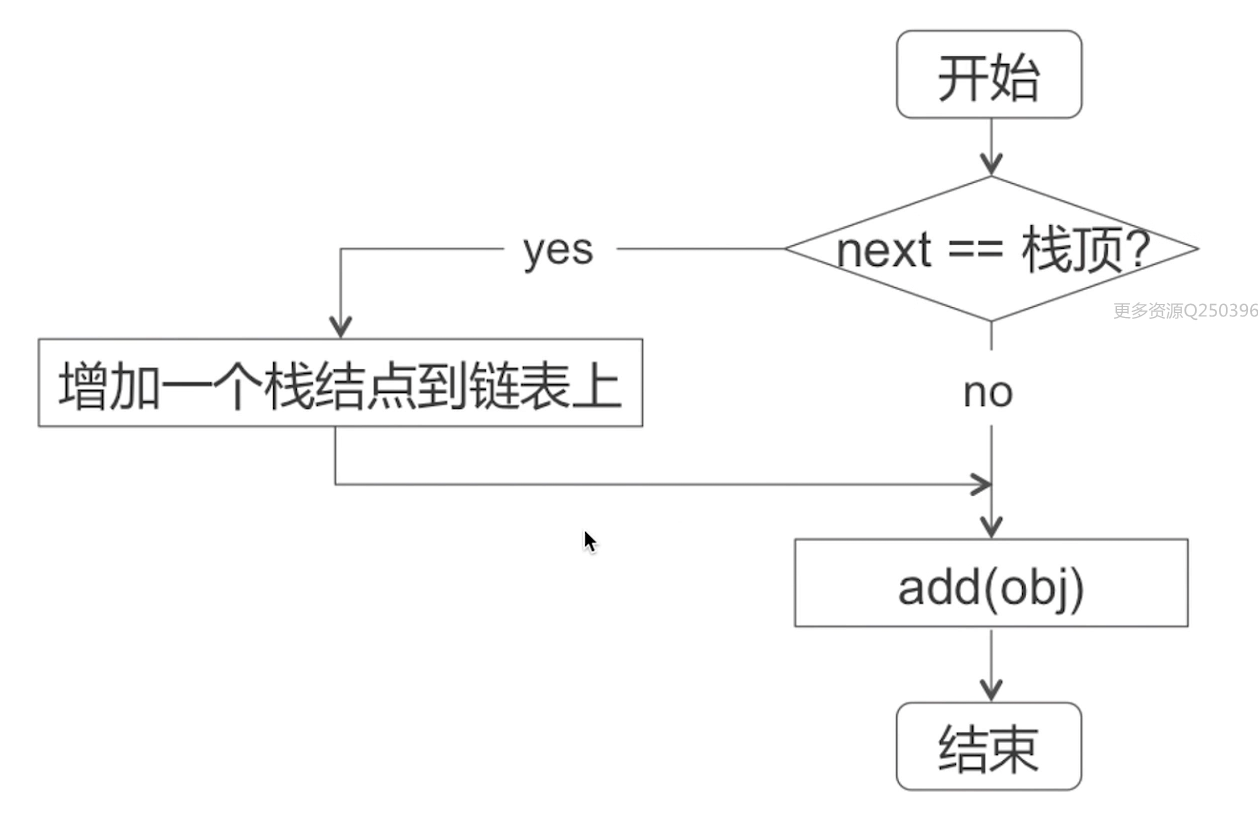 开始
next == 栈顶?
yes
更多资源Q250396
增加一个栈结点到链表上
no
add(obj)
结束